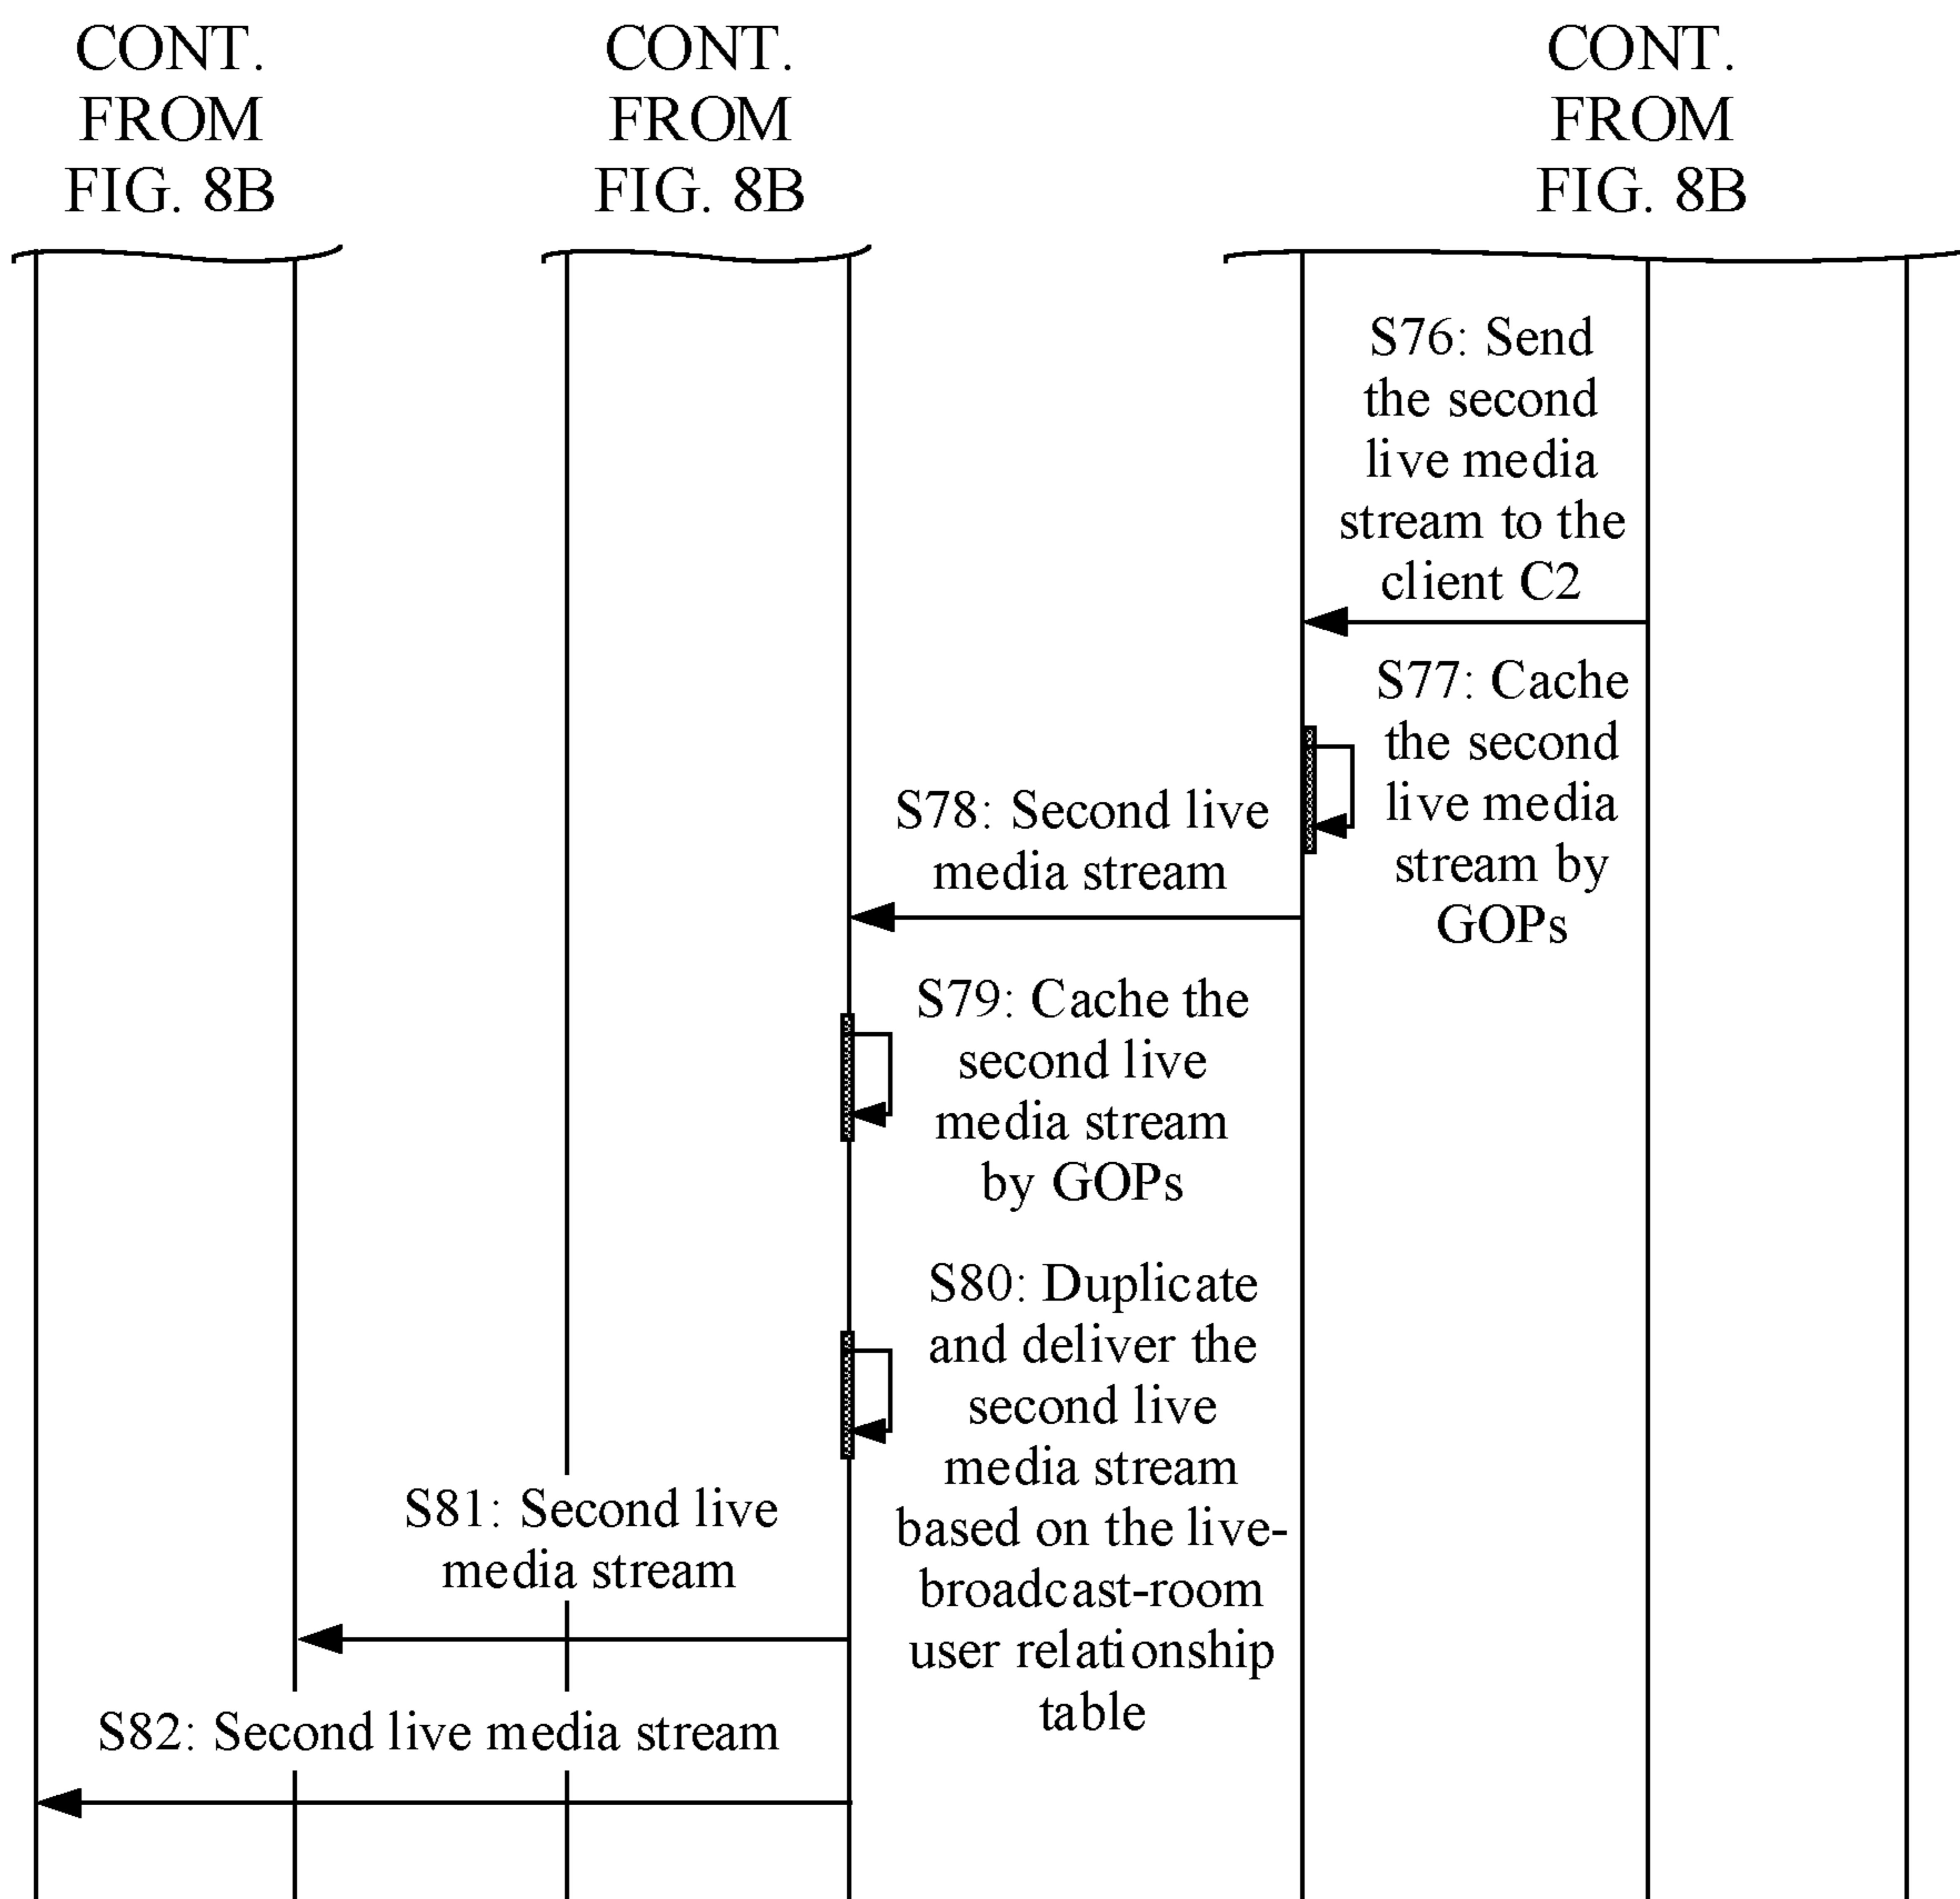 CONT.
FROM
FIG. 8B
CONT.
FROM
FIG. 8B
CONT.
FROM
FIG. 8B
S76: Send
the second
live media
stream to the
client C2
S77: Cache
the second
live media
stream by
GOPs
S78: Second live
media stream
S79: Cache the
second live
media stream
by GOPs
S80: Duplicate
and deliver the
second live
media stream
based on the live-
broadcast-room
user relationship
table
S81: Second live
media stream
S82: Second live media stream